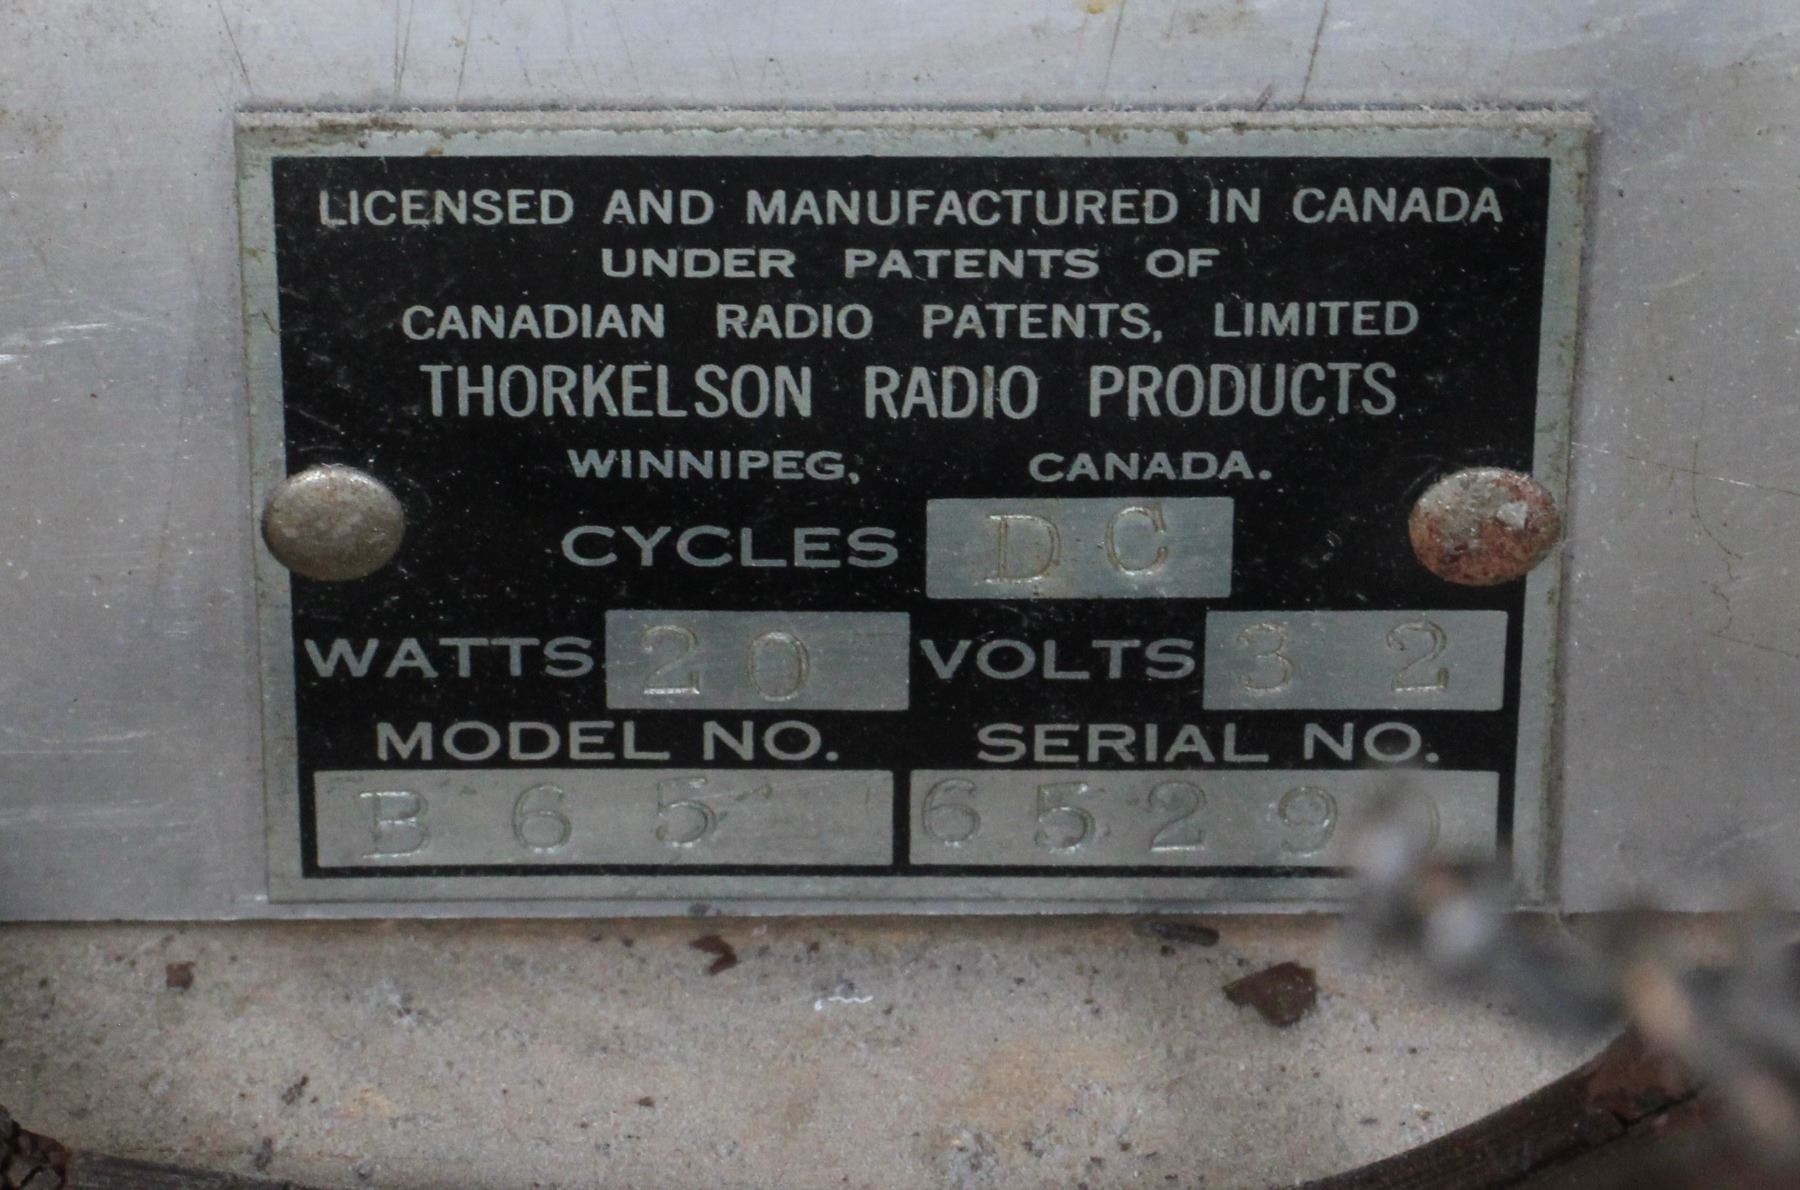 LICENSED AND MANUFACTURED IN CANADA
UNDER PATENTS OF
CANADIAN RADIO PATENTS, LIMITED
THORKELSON RADIO PRODUCTS
WINNIPEG, CANADA.
CYCLES DC
WATTS 20 VOLTS 32
MODEL NO. SERIAL NO.
B65